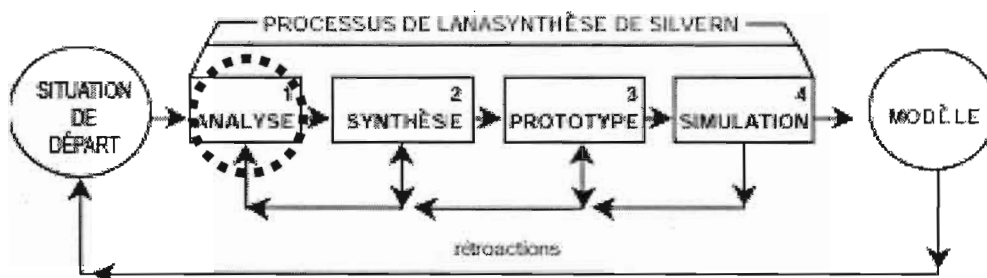 PROCESSUS DE LANASYNTHÈSE DE SILVERN
SITUATION
DE
DÉPART
1
ANALYSE
2
SYNTHÈSE
3
PROTOTYPE
4
SIMULATION
MODÈLE
rétroactions